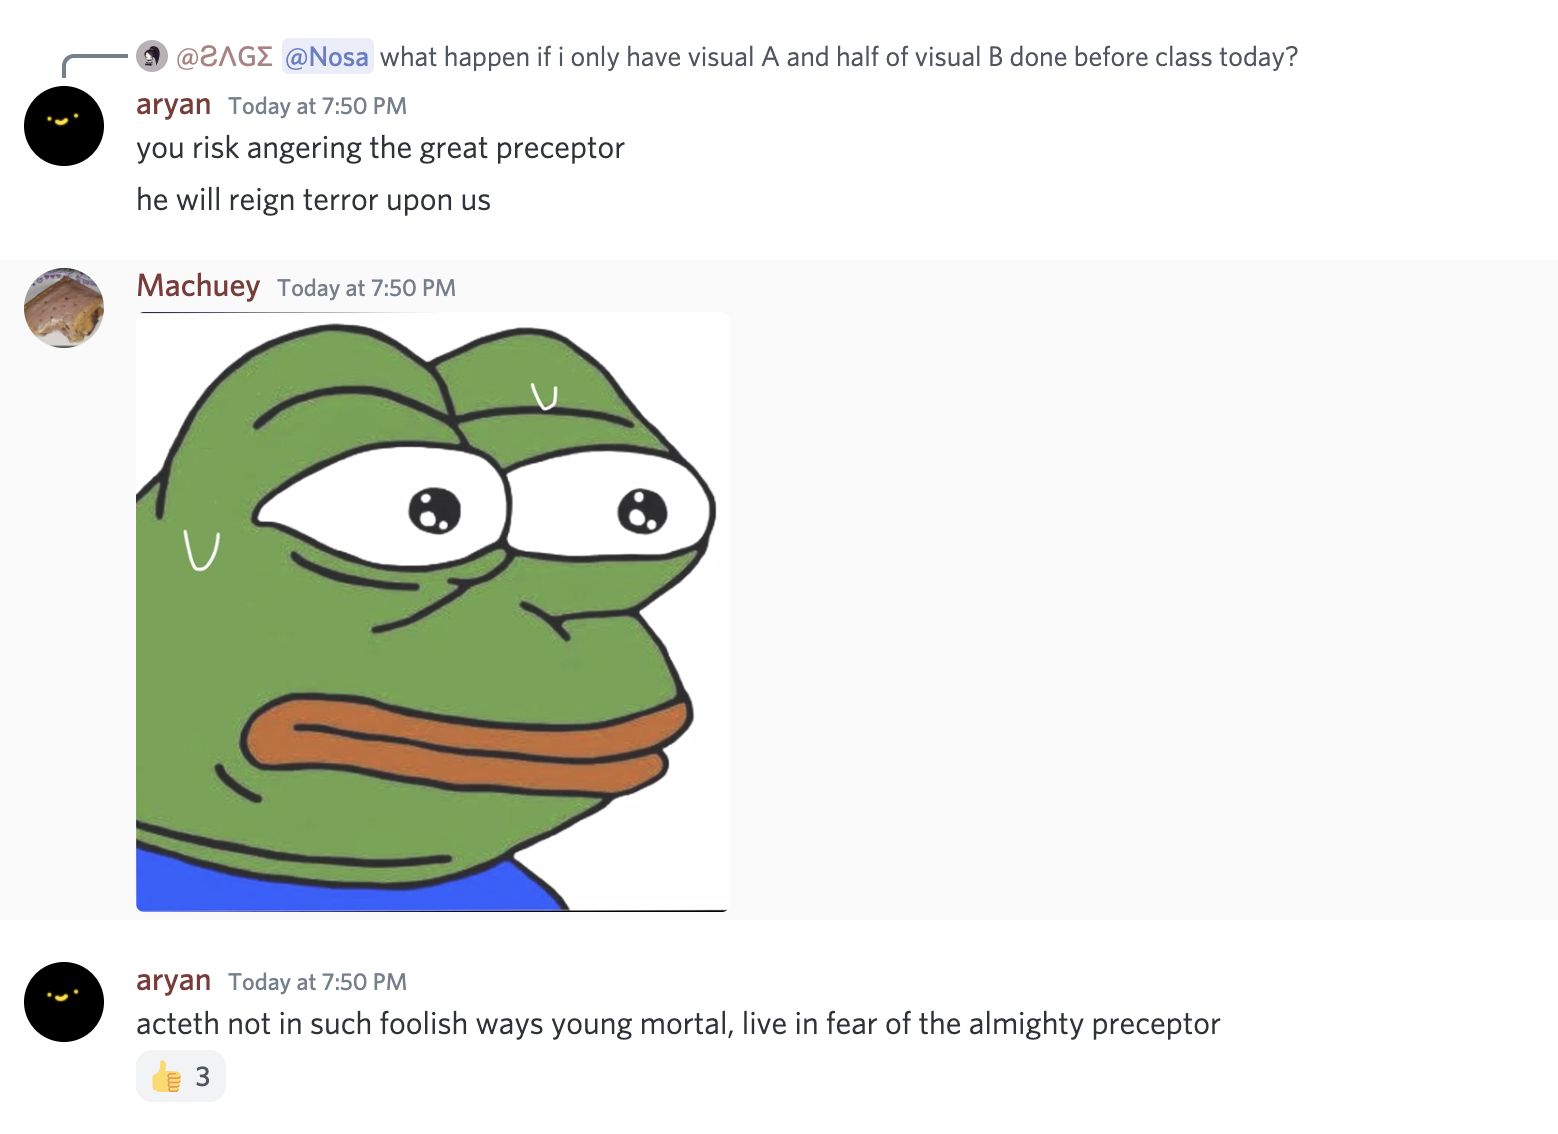 @ƧΛGΣ @Nosa what happen if i only have visual A and half of visual B done before class today?
aryan Today at 7:50 PM
you risk angering the great preceptor
he will reign terror upon us
Machuey Today at 7:50 PM
aryan Today at 7:50 PM
acteth not in such foolish ways young mortal, live in fear of the almighty preceptor
👍 3